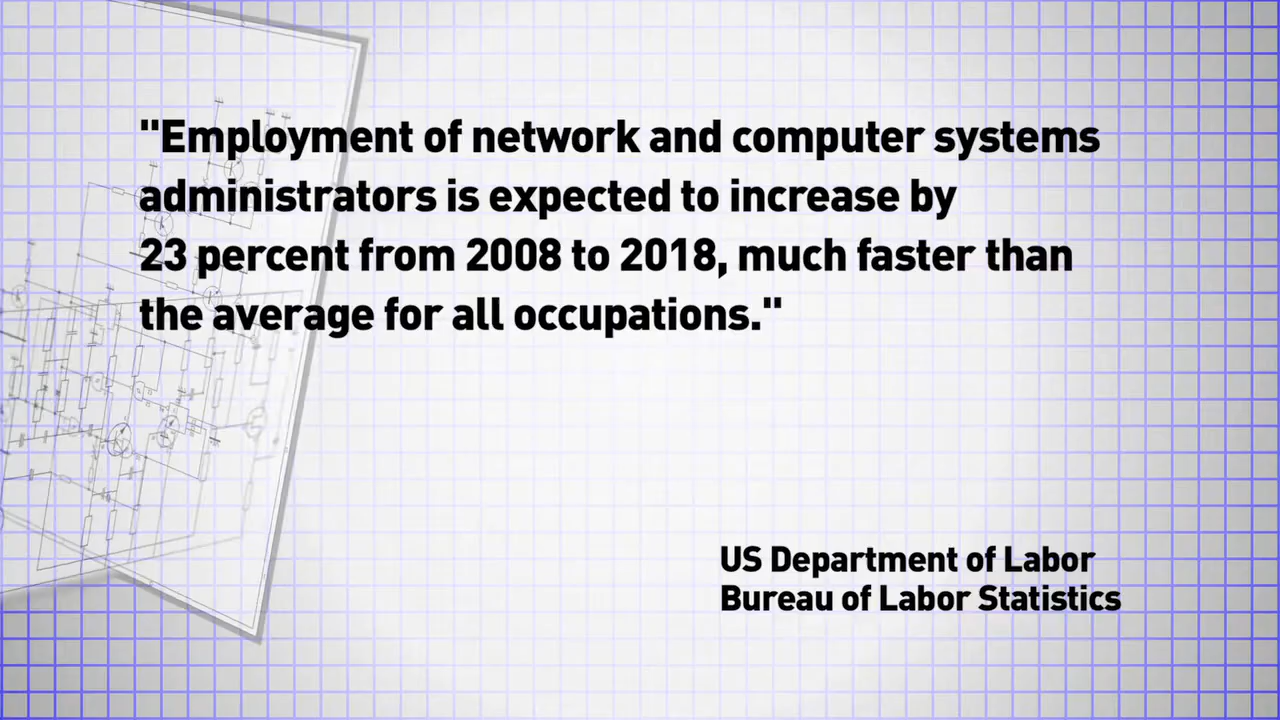 "Employment of network and computer systems
administrators is expected to increase by
23 percent from 2008 to 2018, much faster than
the average for all occupations."
US Department of Labor
Bureau of Labor Statistics